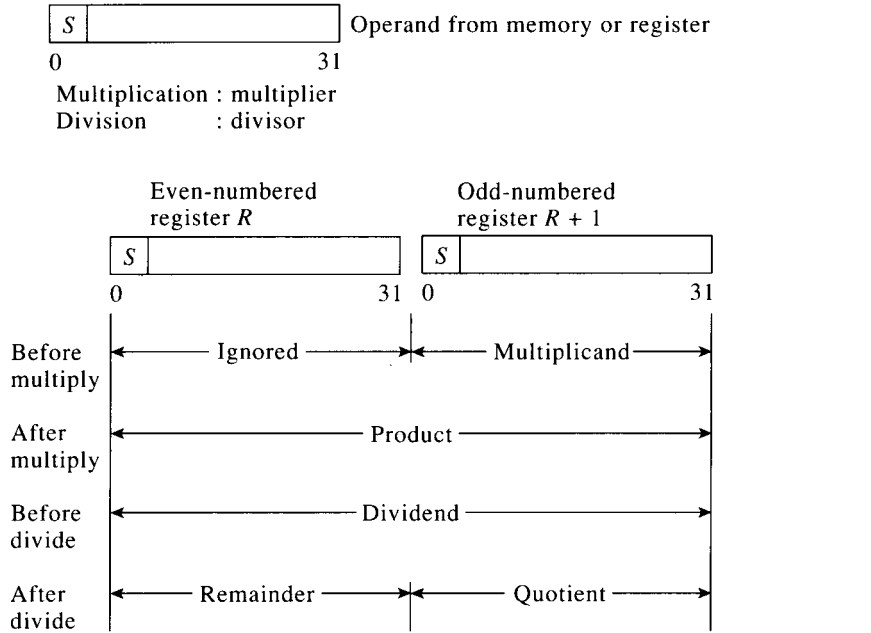 S Operand from memory or register
0 31
Multiplication : multiplier
Division : divisor
Even-numbered
register R
Odd-numbered
register R + 1
S S
0 31 0 31
Before
multiply
Ignored Multiplicand
After
multiply
Product
Before
divide
Dividend
After
divide
Remainder Quotient